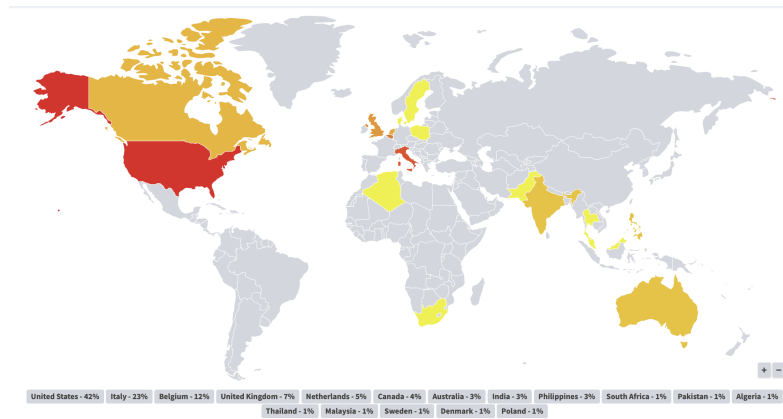 + −
United States - 42% Italy - 23% Belgium - 12% United Kingdom - 7% Netherlands - 5% Canada - 4% Australia - 3% India - 3% Philippines - 3% South Africa - 1% Pakistan - 1% Algeria - 1%
Thailand - 1% Malaysia - 1% Sweden - 1% Denmark - 1% Poland - 1%